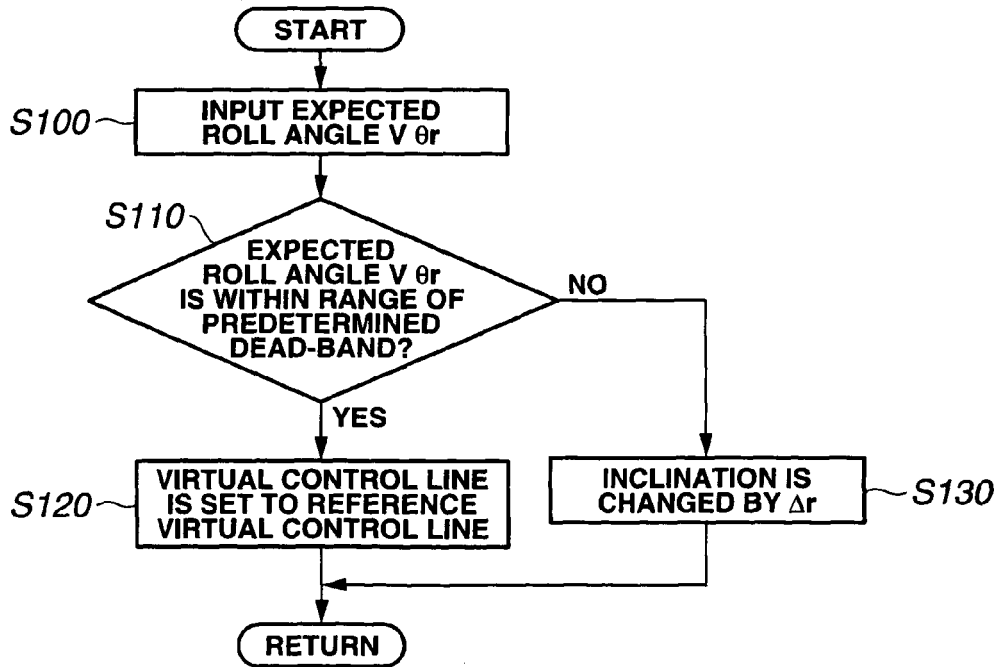 START
S100
INPUT EXPECTED
ROLL ANGLE V θr
S110
EXPECTED
ROLL ANGLE V θr
IS WITHIN RANGE OF
PREDETERMINED
DEAD-BAND?
NO
YES
S120
VIRTUAL CONTROL LINE
IS SET TO REFERENCE
VIRTUAL CONTROL LINE
INCLINATION IS
CHANGED BY Δr
S130
RETURN